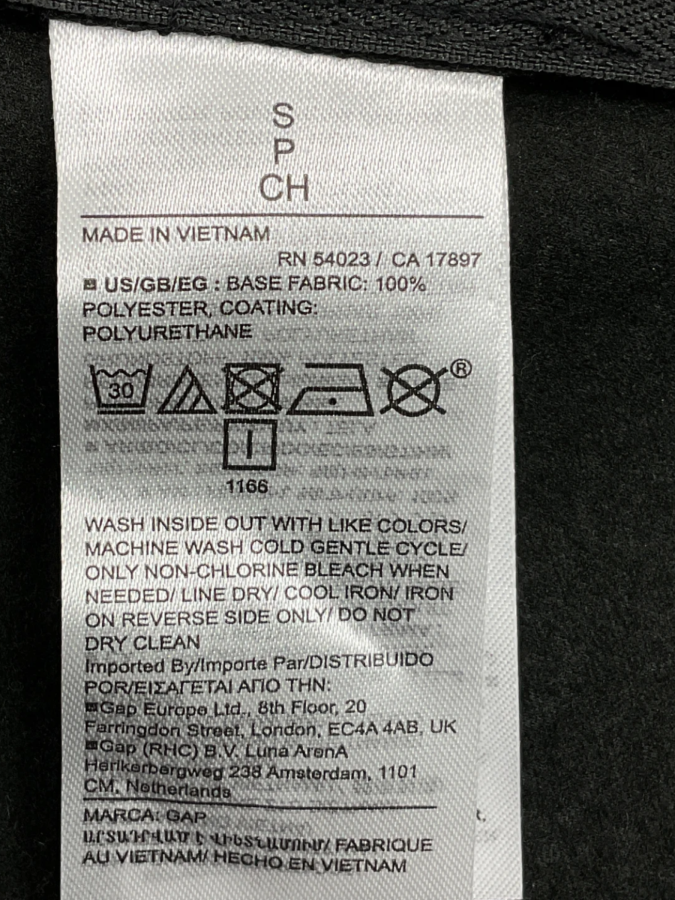 S
P
CH
MADE IN VIETNAM
RN 54023 / CA 17897
US/GB/EG : BASE FABRIC: 100%
POLYESTER, COATING:
POLYURETHANE
30
®
1166
WASH INSIDE OUT WITH LIKE COLORS/
MACHINE WASH COLD GENTLE CYCLE/
ONLY NON-CHLORINE BLEACH WHEN
NEEDED/ LINE DRY/ COOL IRON/ IRON
ON REVERSE SIDE ONLY/ DO NOT
DRY CLEAN
Imported By/Importe Par/DISTRIBUIDO
POR/ΕΙΣΑΓΕΤΑΙ ΑΠΟ ΤΗΝ:
Gap Europe Ltd., 8th Floor, 20
Farringdon Street, London, EC4A 4AB, UK
Gap (RHC) B.V. Luna ArenA
Herikerbergweg 238 Amsterdam, 1101
CM, Netherlands
MARCA: GAP
ԱՐՏԱԴՐՎԱԾ Է ՎԻԵՏՆԱՄՈՒՄ/ FABRIQUE
AU VIETNAM/ HECHO EN VIETNAM